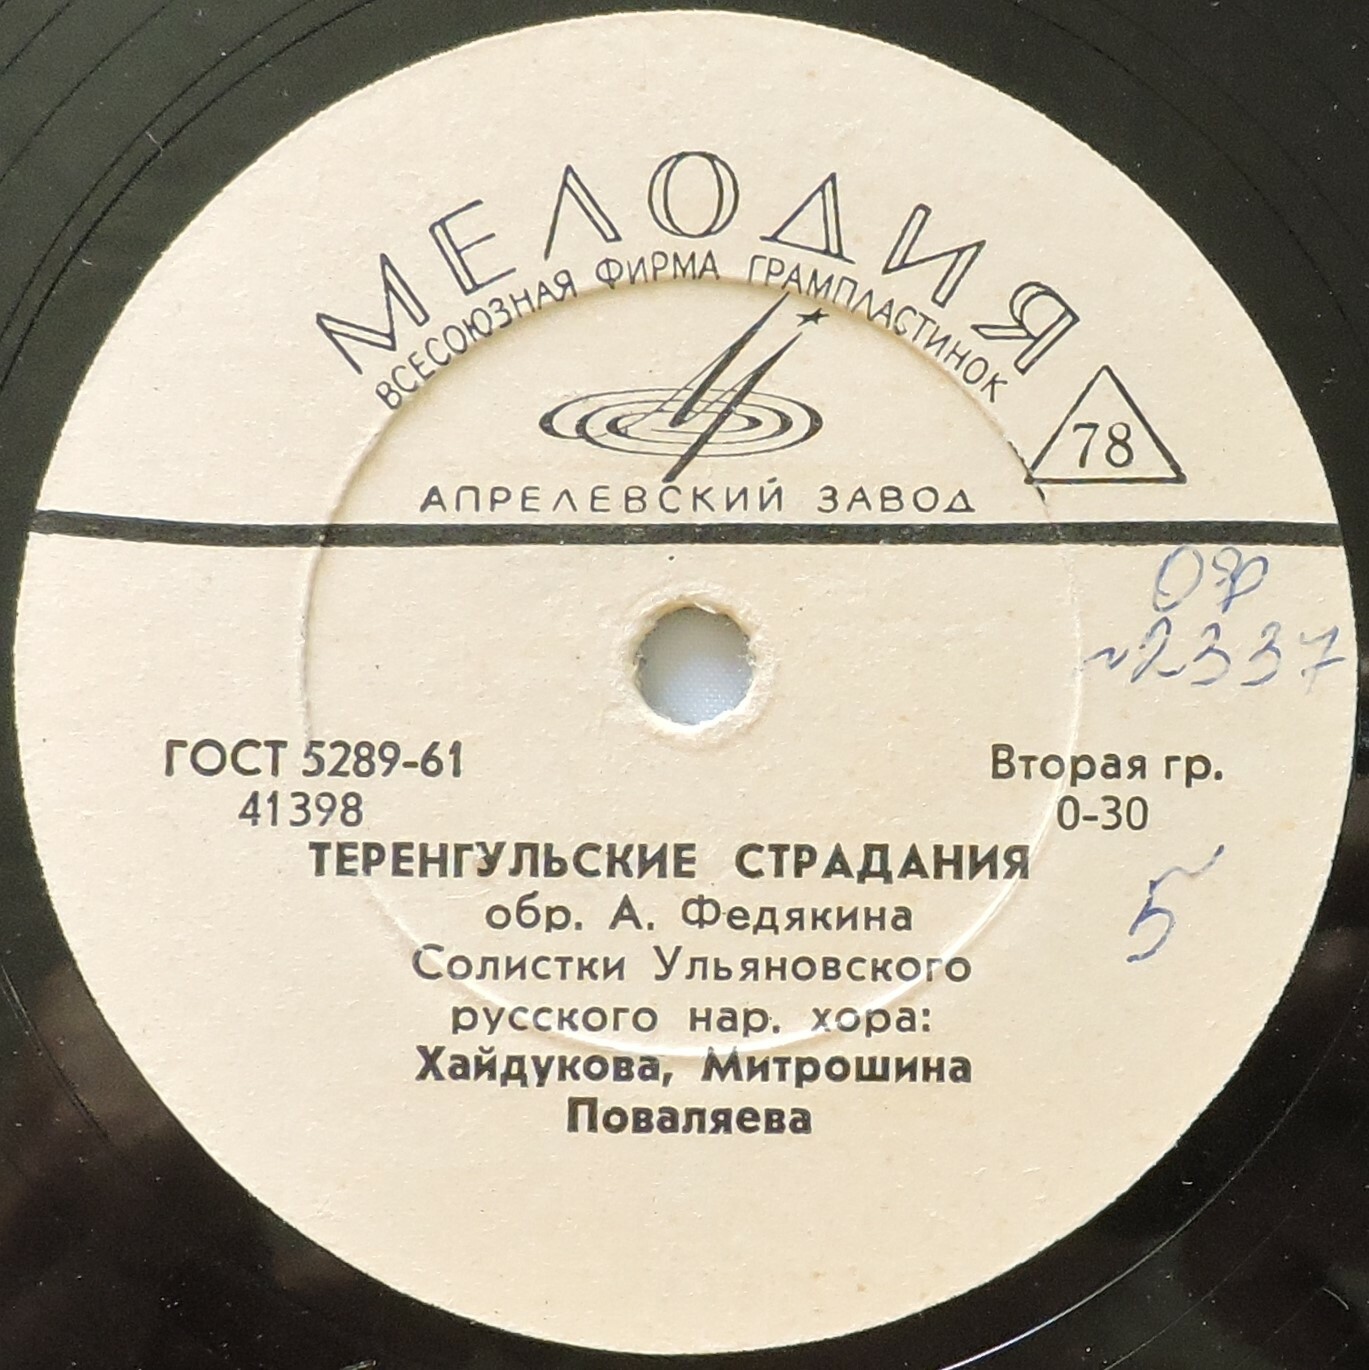 МЕЛОДИЯ
ВСЕСОЮЗНАЯ ФИРМА ГРАМПЛАСТИНОК
78
АПРЕЛЕВСКИЙ ЗАВОД
ОФ
~2337
ГОСТ 5289-61
Вторая гр.
41398
0-30
ТЕРЕНГУЛЬСКИЕ СТРАДАНИЯ
обр. А. Федякина
5
Солистки Ульяновского
русского нар. хора:
Хайдукова, Митрошина
Поваляева